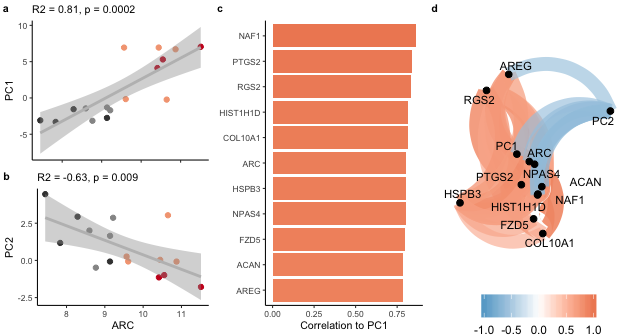 a
R2 = 0.81, p = 0.0002
10
5
0
-5
PC1
b
R2 = -0.63, p = 0.009
2.5
0.0
-2.5
PC2
8
9
10
11
ARC
c
NAF1
PTGS2
RGS2
HIST1H1D
COL10A1
ARC
HSPB3
NPAS4
FZD5
ACAN
AREG
0.00
0.25
0.50
0.75
Correlation to PC1
d
AREG
RGS2
PC2
PC1
ARC
NPAS4
PTGS2
ACAN
HSPB3
NAF1
HIST1H1D
FZD5
COL10A1
-1.0
-0.5
0.0
0.5
1.0